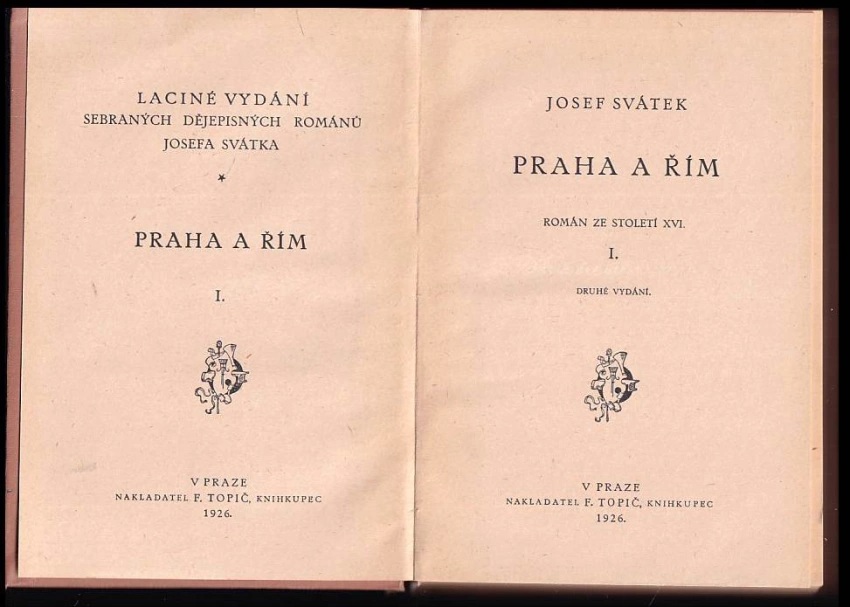 LACINÉ VYDÁNÍ
SEBRANÝCH DĚJEPISNÝCH ROMÁNŮ
JOSEFA SVÁTKA
*
PRAHA A ŘÍM
I.
V PRAZE
NAKLADATEL F. TOPIČ, KNIHKUPEC
1926.
JOSEF SVÁTEK
PRAHA A ŘÍM
ROMÁN ZE STOLETÍ XVI.
I.
DRUHÉ VYDÁNÍ.
V PRAZE
NAKLADATEL F. TOPIČ, KNIHKUPEC
1926.